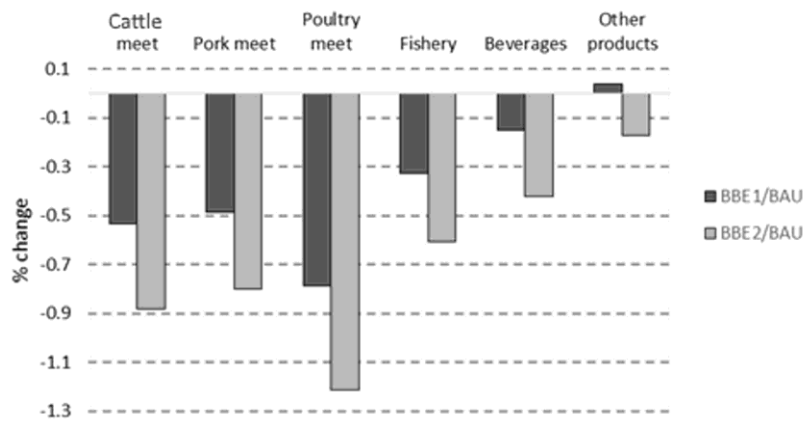 Cattle
meet
Pork meet
Poultry
meet
Fishery
Beverages
Other
products
0.1
-0.1
-0.3
-0.5
-0.7
-0.9
-1.1
-1.3
% change
BBE1/BAU
BBE2/BAU